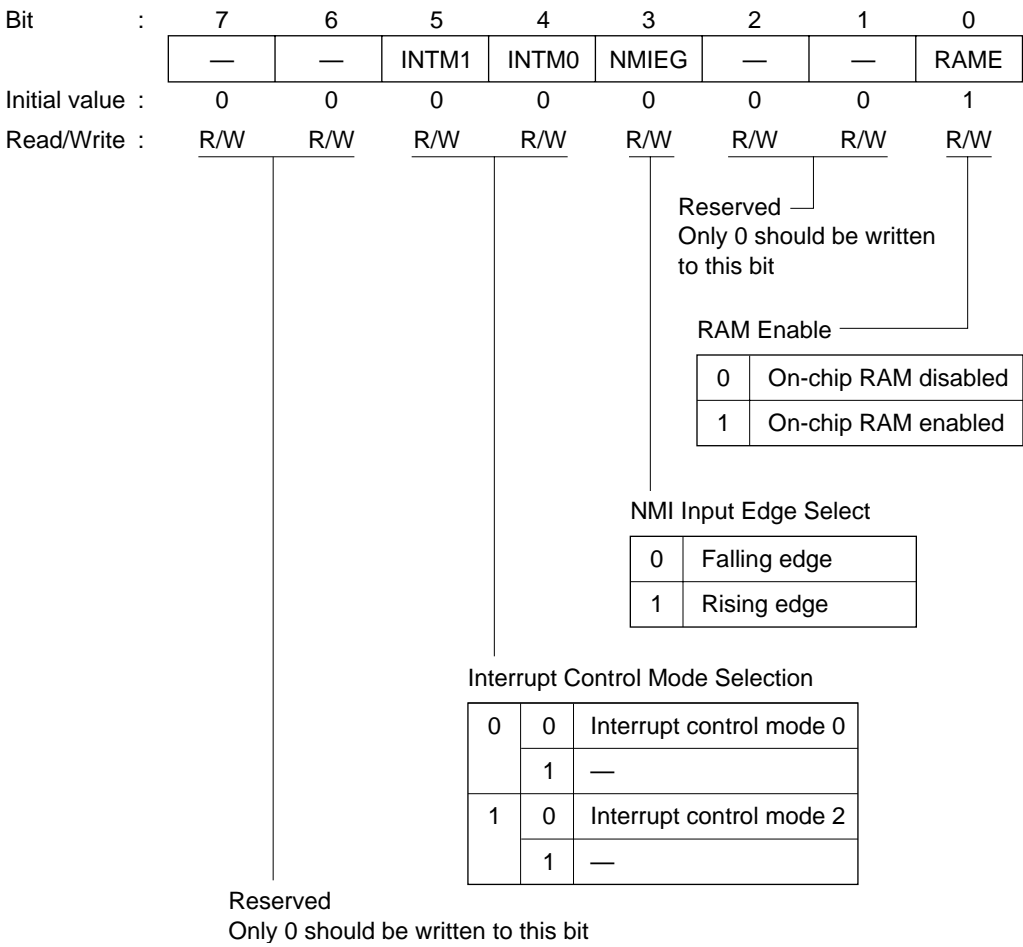 Bit : 7 6 5 4 3 2 1 0
— — INTM1 INTM0 NMIEG — — RAME
Initial value : 0 0 0 0 0 0 0 1
Read/Write : R/W R/W R/W R/W R/W R/W R/W R/W
Reserved
Only 0 should be written
to this bit
RAM Enable
0 On-chip RAM disabled
1 On-chip RAM enabled
NMI Input Edge Select
0 Falling edge
1 Rising edge
Interrupt Control Mode Selection
0 0 Interrupt control mode 0
1 —
1 0 Interrupt control mode 2
1 —
Reserved
Only 0 should be written to this bit